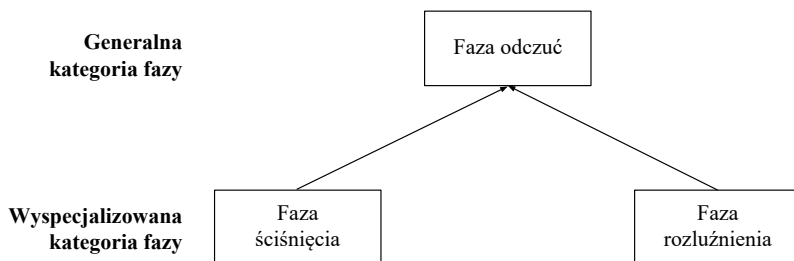 Generalna
kategoria fazy
Faza odczuć
Wyspecjalizowana
kategoria fazy
Faza
ściśnięcia
Faza
rozluźnienia